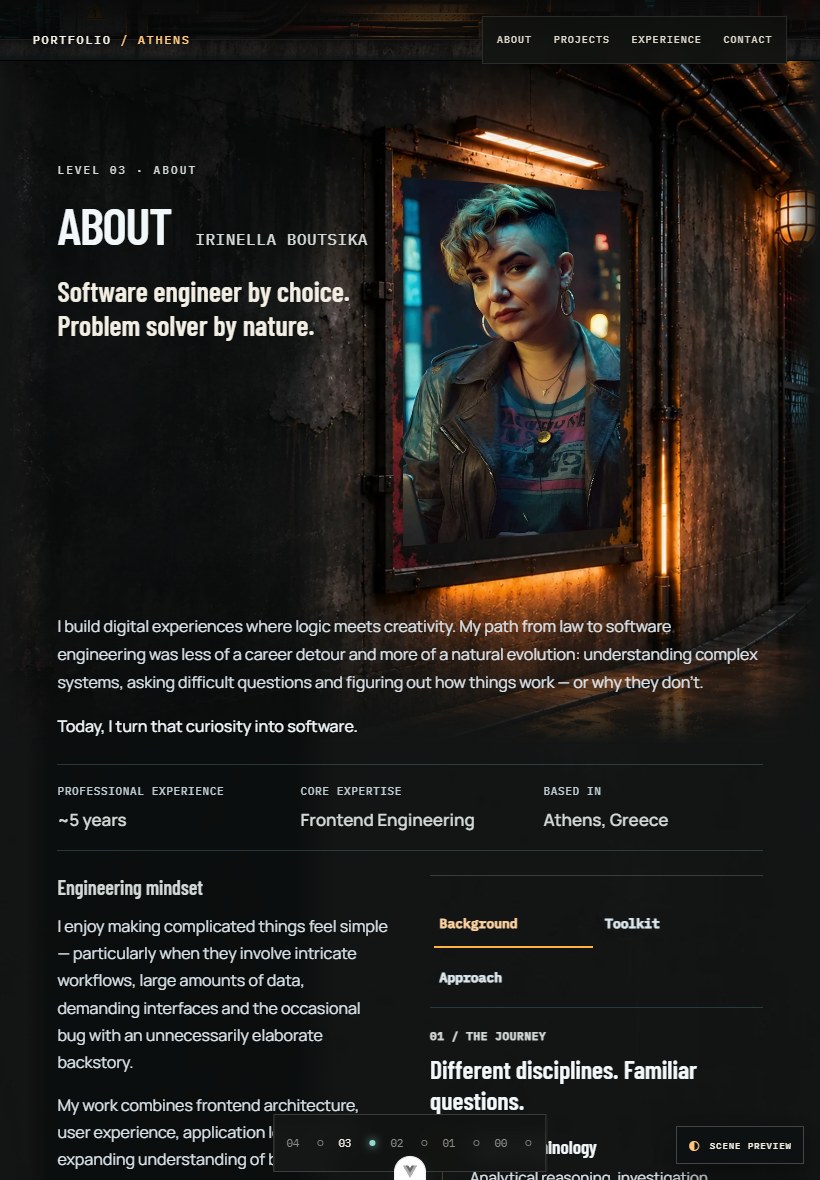 PORTFOLIO / ATHENS
ABOUT PROJECTS EXPERIENCE CONTACT
LEVEL 03 · ABOUT
ABOUT IRINELLA BOUTSIKA
Software engineer by choice.
Problem solver by nature.
I build digital experiences where logic meets creativity. My path from law to software
engineering was less of a career detour and more of a natural evolution: understanding complex
systems, asking difficult questions and figuring out how things work — or why they don't.
Today, I turn that curiosity into software.
PROFESSIONAL EXPERIENCE
~5 years
CORE EXPERTISE
Frontend Engineering
BASED IN
Athens, Greece
Engineering mindset
I enjoy making complicated things feel simple
— particularly when they involve intricate
workflows, large amounts of data,
demanding interfaces and the occasional
bug with an unnecessarily elaborate
backstory.
My work combines frontend architecture,
user experience, application
expanding understanding of
Background Toolkit
Approach
01 / THE JOURNEY
Different disciplines. Familiar
questions.
Analytical reasoning, investigation
04 03 02 01 00
SCENE PREVIEW